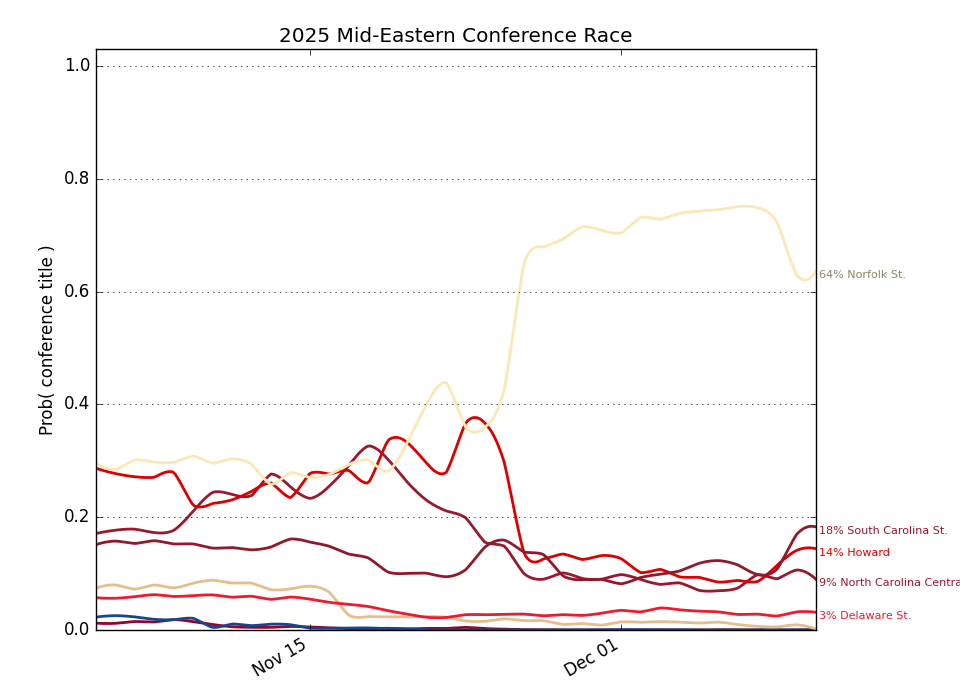 2025 Mid-Eastern Conference Race
1.0
0.8
0.6
0.4
0.2
0.0
Prob( conference title )
Nov 15
Dec 01
64% Norfolk St.
18% South Carolina St.
14% Howard
9% North Carolina Centra
3% Delaware St.